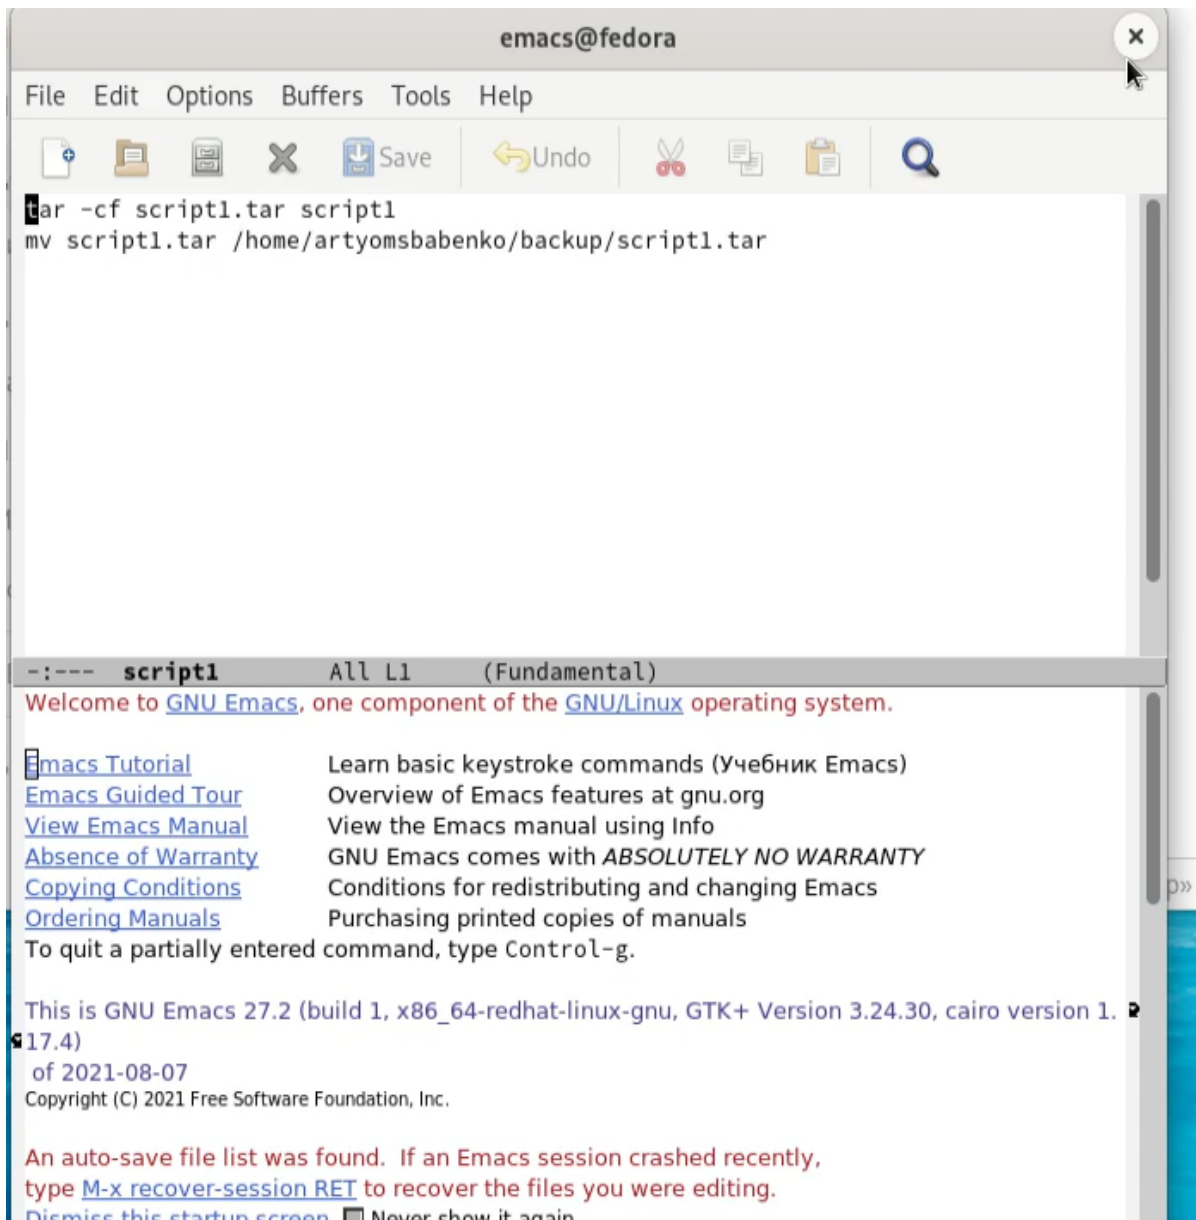 emacs@fedora
File Edit Options Buffers Tools Help
Save Undo
tar -cf script1.tar script1
mv script1.tar /home/artyomsbabenko/backup/script1.tar
-:--- script1 All L1 (Fundamental)
Welcome to GNU Emacs, one component of the GNU/Linux operating system.
Emacs Tutorial Learn basic keystroke commands (Учебник Emacs)
Emacs Guided Tour Overview of Emacs features at gnu.org
View Emacs Manual View the Emacs manual using Info
Absence of Warranty GNU Emacs comes with ABSOLUTELY NO WARRANTY
Copying Conditions Conditions for redistributing and changing Emacs
Ordering Manuals Purchasing printed copies of manuals
To quit a partially entered command, type Control-g.
This is GNU Emacs 27.2 (build 1, x86_64-redhat-linux-gnu, GTK+ Version 3.24.30, cairo version 1.
17.4)
of 2021-08-07
Copyright (C) 2021 Free Software Foundation, Inc.
An auto-save file list was found. If an Emacs session crashed recently,
type M-x recover-session RET to recover the files you were editing.
Dismiss this startup screen Never show it again.